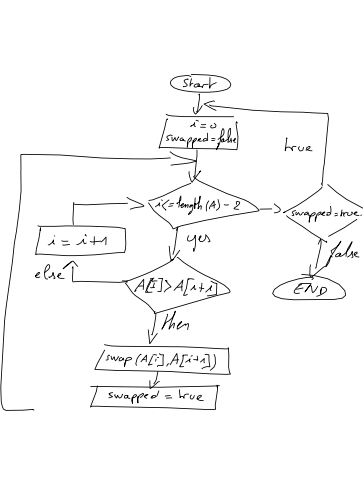 Start
i=0
swapped=false
true
i<=length(A)-2
swapped=true
i=i+1
yes
false
else
A[i]>A[i+1]
END
then
swap(A[i],A[i+1])
swapped=true